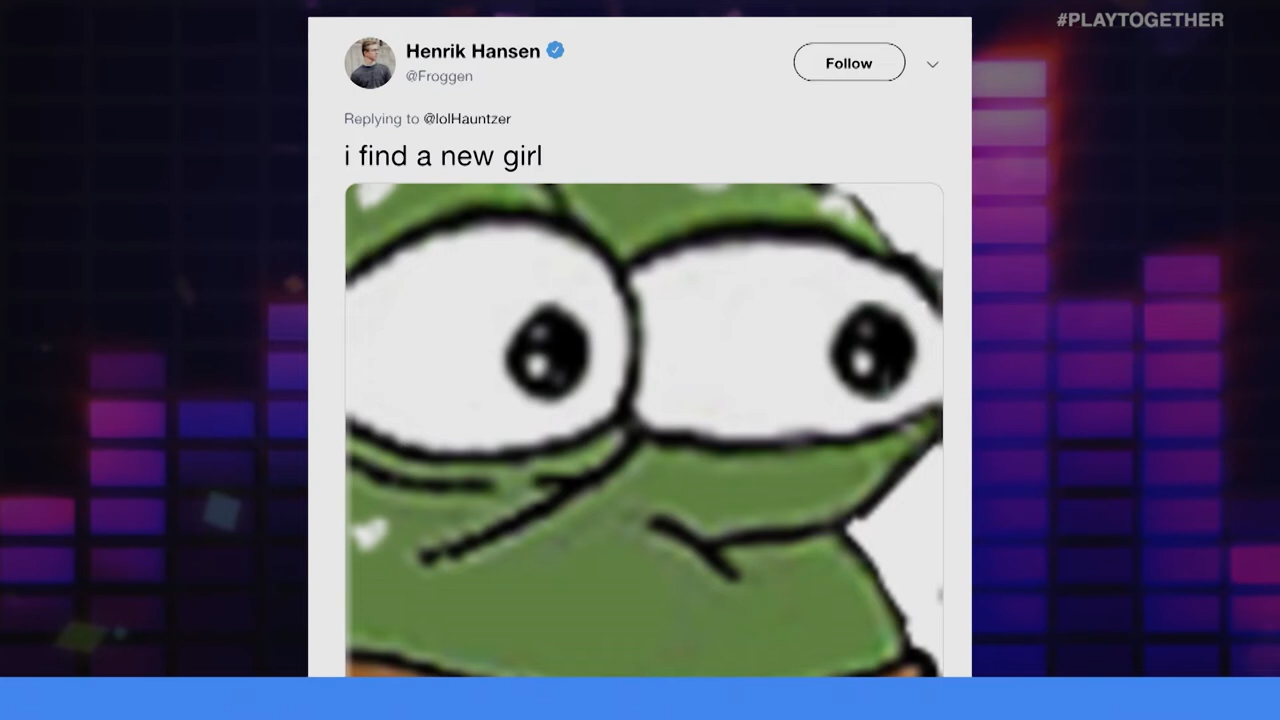 #PLAYTOGETHER
Henrik Hansen
@Froggen
Follow
Replying to @lolHauntzer
i find a new girl